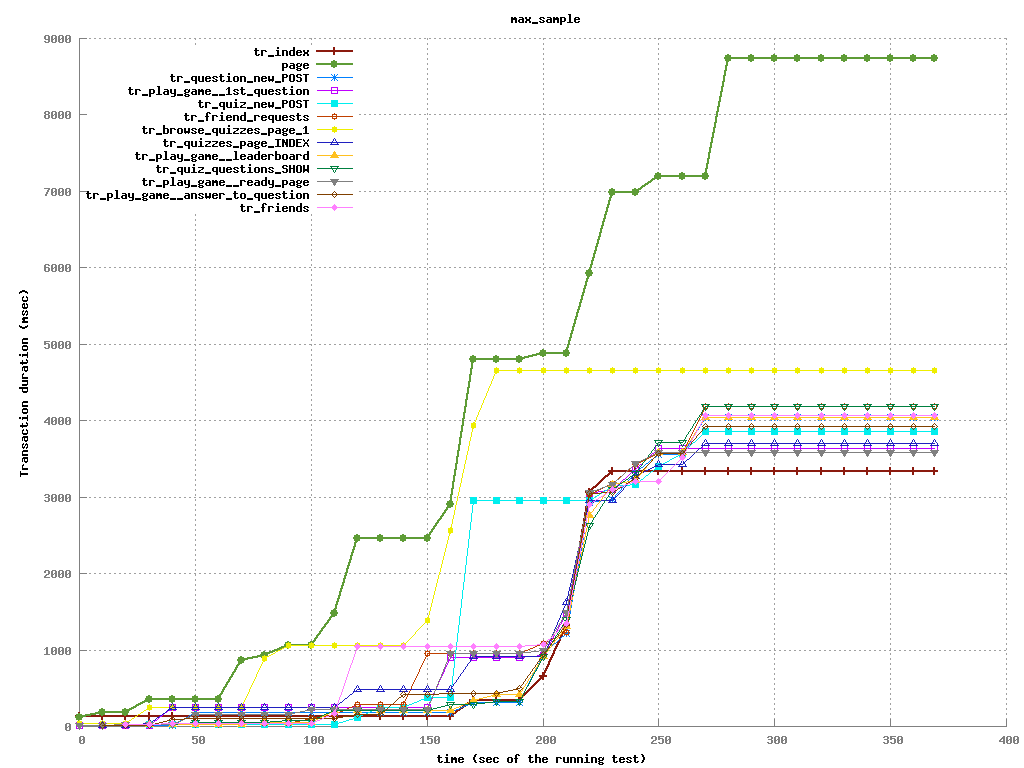 max_sample
9000
8000
7000
6000
5000
4000
3000
2000
1000
0
Transaction duration (msec)
tr_index
page
tr_question_new_POST
tr_play_game__1st_question
tr_quiz_new_POST
tr_friend_requests
tr_browse_quizzes_page_1
tr_quizzes_page_INDEX
tr_play_game__leaderboard
tr_quiz_questions_SHOW
tr_play_game__ready_page
tr_play_game__answer_to_question
tr_friends
0 50 100 150 200 250 300 350 400
time (sec of the running test)